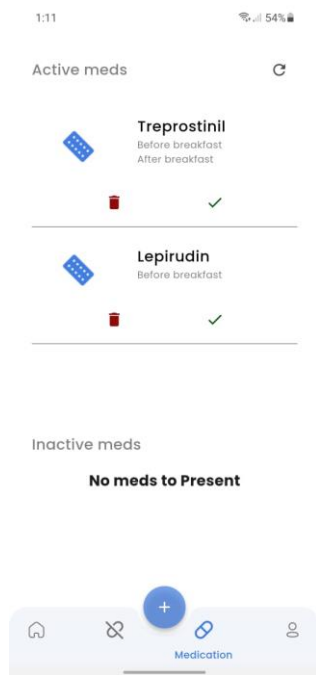 1:11
54%
Active meds
Treprostinil
Before breakfast
After breakfast
Lepirudin
Before breakfast
Inactive meds
No meds to Present
+
Medication